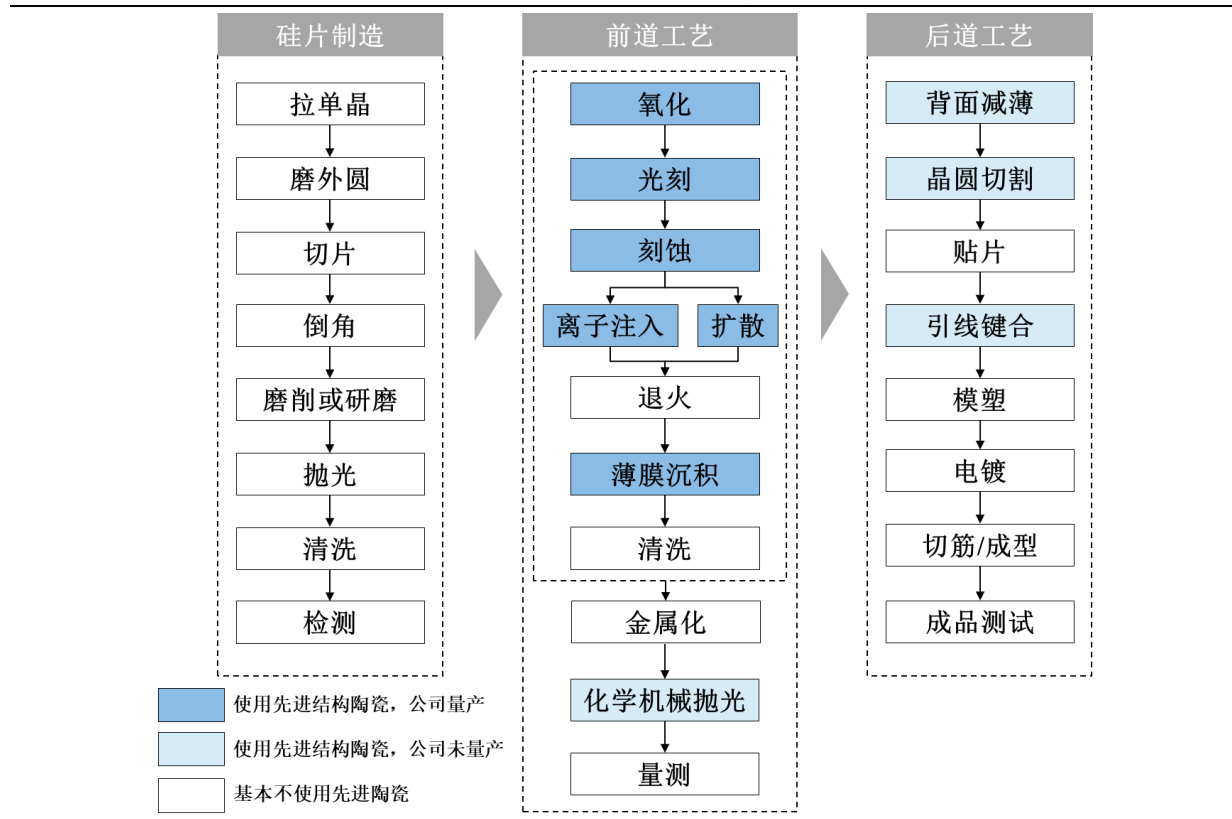 硅片制造
拉单晶
磨外圆
切片
倒角
磨削或研磨
抛光
清洗
检测
前道工艺
氧化
光刻
刻蚀
离子注入
扩散
退火
薄膜沉积
清洗
金属化
化学机械抛光
量测
后道工艺
背面减薄
晶圆切割
贴片
引线键合
模塑
电镀
切筋/成型
成品测试
使用先进结构陶瓷，公司量产
使用先进结构陶瓷，公司未量产
基本不使用先进陶瓷